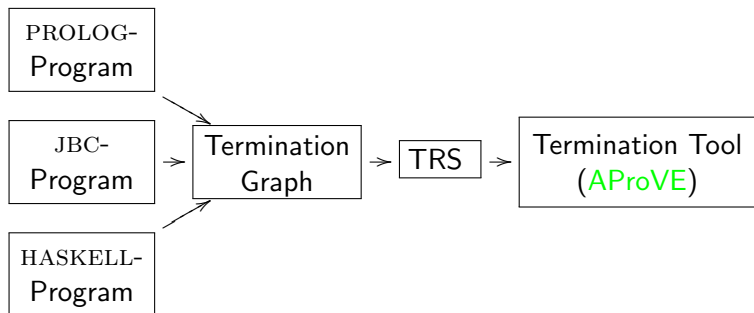 PROLOG-
Program
JBC-
Program
HASKELL-
Program
Termination
Graph
TRS
Termination Tool
(AProVE)